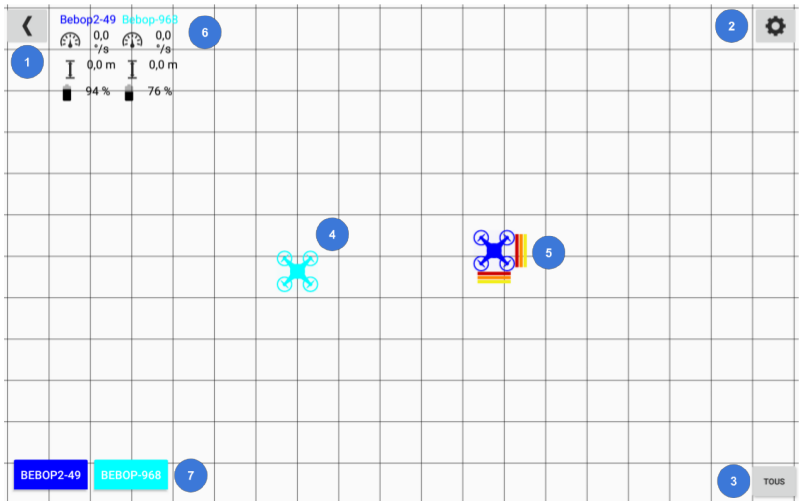 Bebop2-49 Bebop-968
0,0 0,0
°/s °/s
0,0 m 0,0 m
94 % 76 %
6
2
1
4
5
BEBOP2-49 BEBOP-968 7
3 TOUS